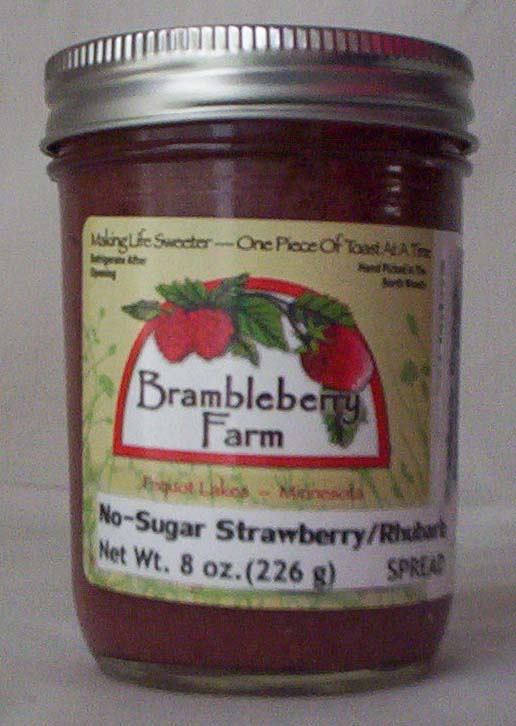 Making Life Sweeter — One Piece Of Toast At A Time
Refrigerate After
Opening
Hand Picked In The
North Woods
Brambleberry
Farm
Pequot Lakes ~ Minnesota
No-Sugar Strawberry/Rhubarb
Net Wt. 8 oz. (226 g)
SPREAD